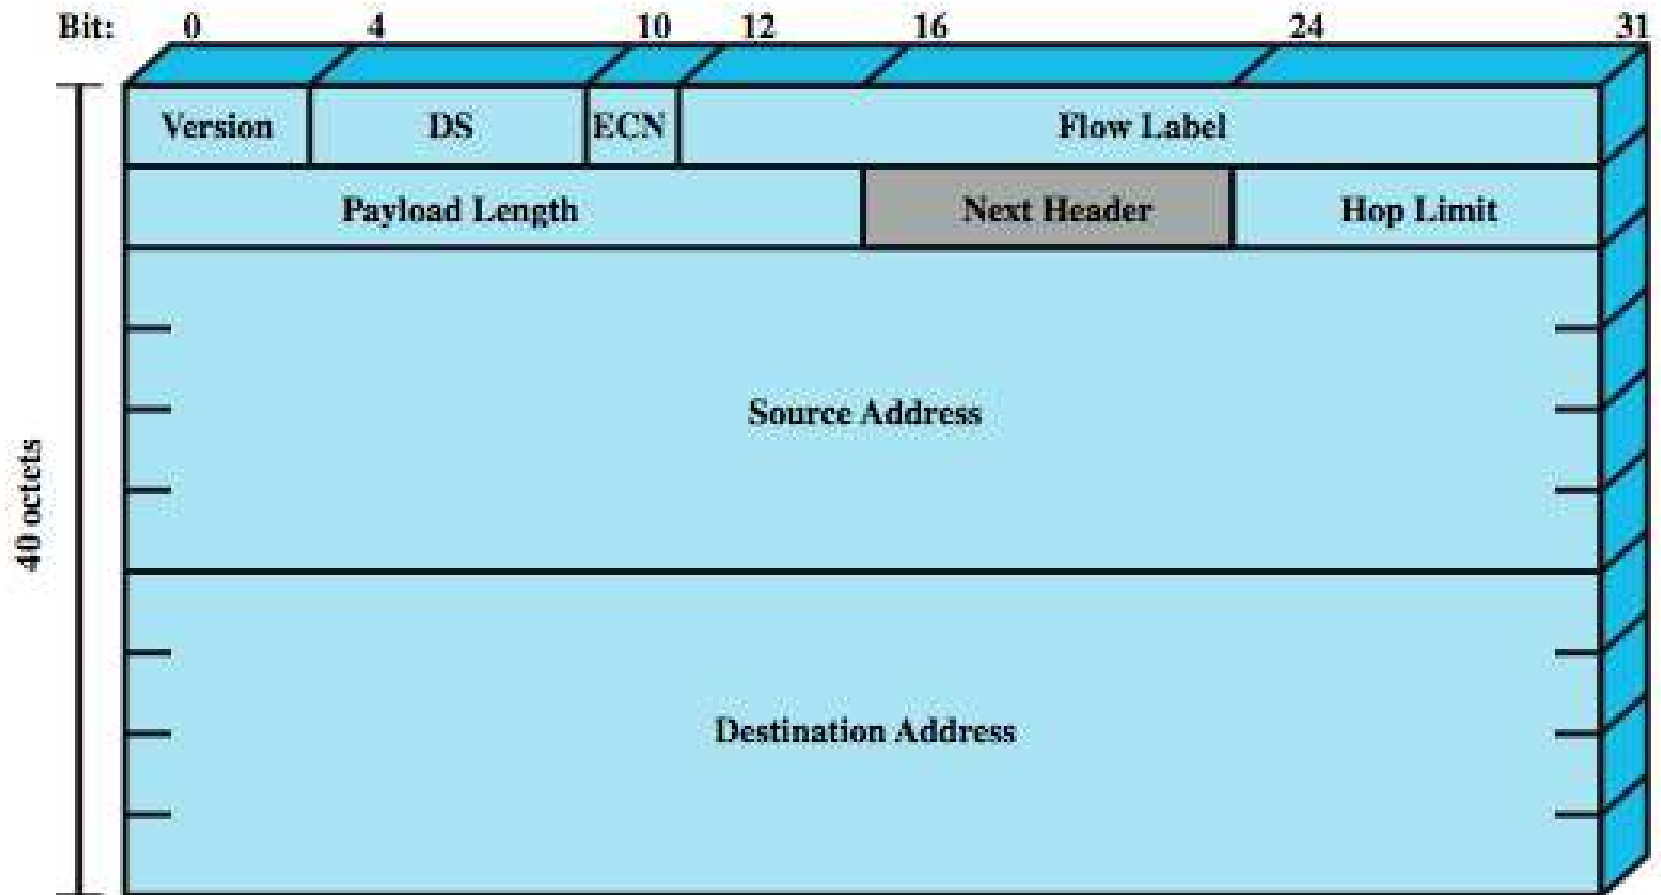 Bit: 0 4 10 12 16 24 31
Version DS ECN Flow Label
Payload Length Next Header Hop Limit
40 octets
Source Address
Destination Address